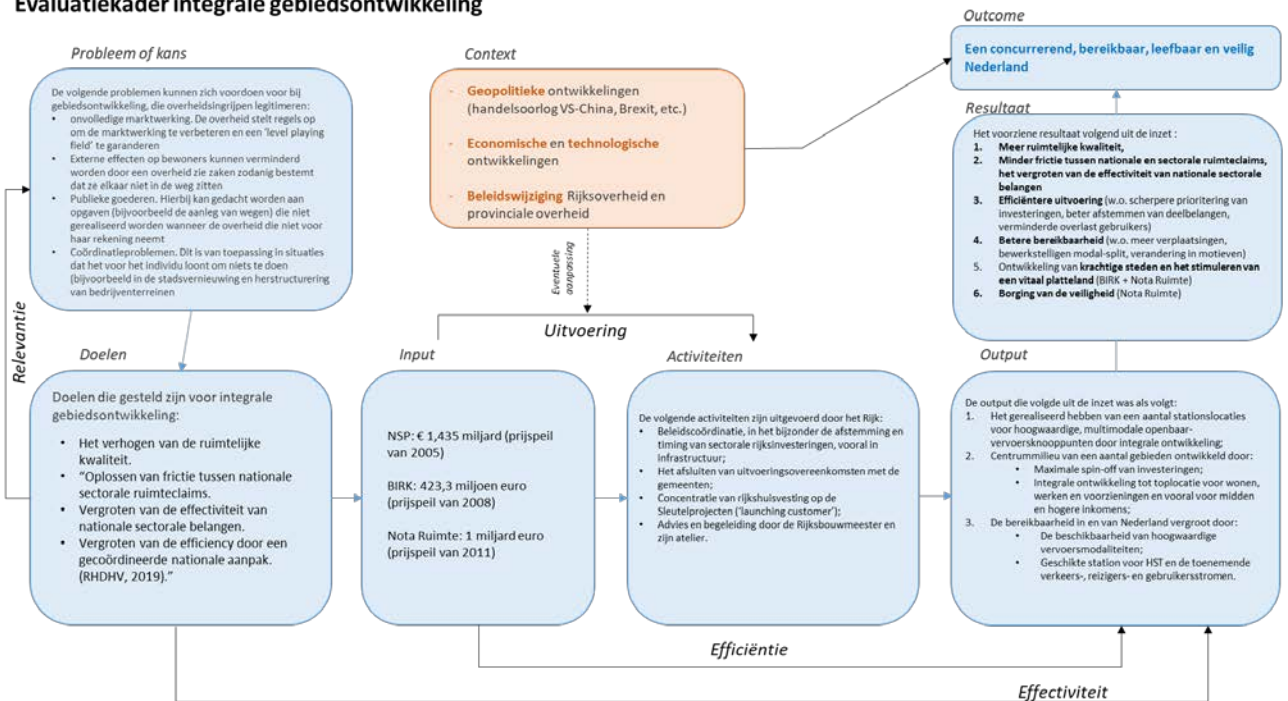 Evaluatiekader integrale gebiedsontwikkeling
Probleem of kans
De volgende problemen kunnen zich voordoen voor bij
gebiedsontwikkeling, die overheidsingrijpen legitimeren:
• onvolledige marktwerking. De overheid stelt regels op
om de marktwerking te verbeteren en een 'level playing
field' te garanderen
• Externe effecten op bewoners kunnen verminderd
worden door een overheid zie zaken zodanig bestemt
dat ze elkaar niet in de weg zitten
• Publieke goederen. Hierbij kan gedacht worden aan
opgaven (bijvoorbeeld de aanleg van wegen) die niet
gerealiseerd worden wanneer de overheid die niet voor
haar rekening neemt
• Coördinatieproblemen. Dit is van toepassing in situaties
dat het voor het individu loont om niets te doen
(bijvoorbeeld in de stadsvernieuwing en herstructurering
van bedrijventerreinen
Context
- Geopolitieke ontwikkelingen
(handelsoorlog VS-China, Brexit, etc.)
- Economische en technologische
ontwikkelingen
- Beleidswijziging Rijksoverheid en
provinciale overheid
Outcome
Een concurrerend, bereikbaar, leefbaar en veilig
Nederland
Resultaat
Het voorziene resultaat volgend uit de inzet :
1. Meer ruimtelijke kwaliteit,
2. Minder frictie tussen nationale en sectorale ruimteclaims,
het vergroten van de effectiviteit van nationale sectorale
belangen
3. Efficiëntere uitvoering (w.o. scherpere prioritering van
investeringen, beter afstemmen van deelbelangen,
verminderde overlast gebruikers)
4. Betere bereikbaarheid (w.o. meer verplaatsingen,
bewerkstelligen modal-split, verandering in motieven)
5. Ontwikkeling van krachtige steden en het stimuleren van
een vitaal platteland (BIRK + Nota Ruimte)
6. Borging van de veiligheid (Nota Ruimte)
Eventuele
aanpassing
Uitvoering
Relevantie
Doelen
Doelen die gesteld zijn voor integrale
gebiedsontwikkeling:
• Het verhogen van de ruimtelijke
kwaliteit.
• "Oplossen van frictie tussen nationale
sectorale ruimteclaims.
• Vergroten van de effectiviteit van
nationale sectorale belangen.
• Vergroten van de efficiency door een
gecoördineerde nationale aanpak.
(RHDHV, 2019)."
Input
NSP: € 1,435 miljard (prijspeil
van 2005)
BIRK: 423,3 miljoen euro
(prijspeil van 2008)
Nota Ruimte: 1 miljard euro
(prijspeil van 2011)
Activiteiten
De volgende activiteiten zijn uitgevoerd door het Rijk:
• Beleidscoördinatie, in het bijzonder de afstemming en
timing van sectorale rijksinvesteringen, vooral in
infrastructuur;
• Het afsluiten van uitvoeringsovereenkomsten met de
gemeenten;
• Concentratie van rijkshuisvesting op de
Sleutelprojecten ('launching customer');
• Advies en begeleiding door de Rijksbouwmeester en
zijn atelier.
Output
De output die volgde uit de inzet was als volgt:
1. Het gerealiseerd hebben van een aantal stationslocaties
voor hoogwaardige, multimodale openbaar-
vervoersknooppunten door integrale ontwikkeling;
2. Centrummilieu van een aantal gebieden ontwikkeld door:
• Maximale spin-off van investeringen;
• Integrale ontwikkeling tot toplocatie voor wonen,
werken en voorzieningen en vooral voor midden
en hogere inkomens;
3. De bereikbaarheid in en van Nederland vergroot door:
• De beschikbaarheid van hoogwaardige
vervoersmodaliteiten;
• Geschikte station voor HST en de toenemende
verkeers-, reizigers- en gebruikersstromen.
Efficiëntie
Effectiviteit